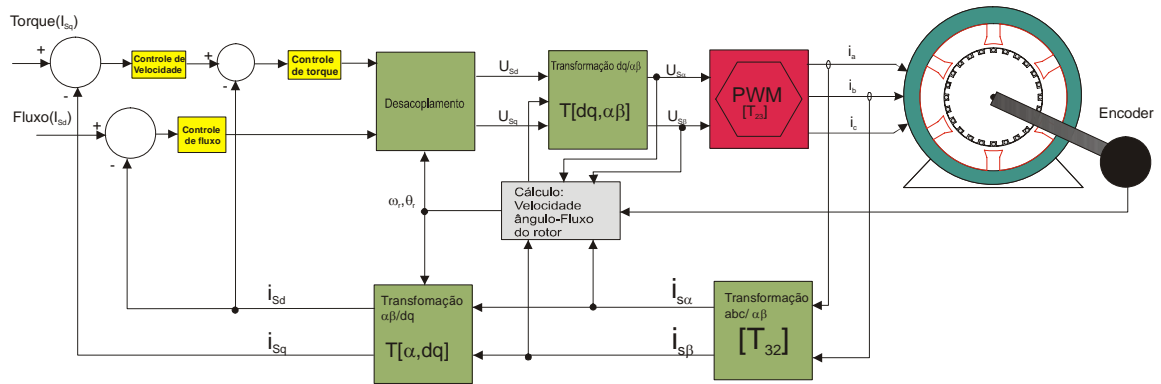 Torque(I_Sq)
+
-
Controle de
Velocidade
+
-
Controle
de torque
Fluxo(I_Sd)
+
-
Controle
de fluxo
Desacoplamento
U_Sd
U_Sq
Transformação dq/αβ
T[dq,αβ]
U_Sα
U_Sβ
PWM
[T_23]
i_a
i_b
i_c
Encoder
ω_r,θ_r
Cálculo:
Velocidade
ângulo-Fluxo
do rotor
i_Sd
i_Sq
Transfomação
αβ/dq
T[α,dq]
i_sα
i_sβ
Transformação
abc/ αβ
[T_32]